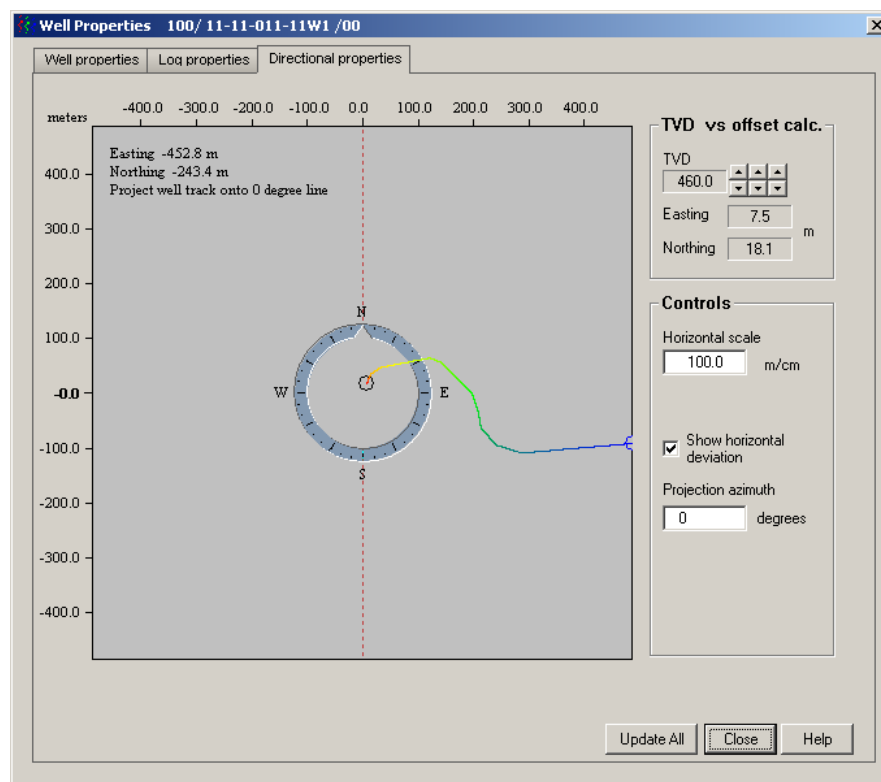 Well Properties 100/ 11-11-011-11W1 /00
Well properties Log properties Directional properties
meters
-400.0 -300.0 -200.0 -100.0 0.0 100.0 200.0 300.0 400.0
Easting -452.8 m
Northing -243.4 m
Project well track onto 0 degree line
400.0
300.0
200.0
100.0
-0.0
-100.0
-200.0
-300.0
-400.0
N
W E
S
TVD vs offset calc.
TVD
460.0
Easting 7.5
m
Northing 18.1
Controls
Horizontal scale
100.0 m/cm
Show horizontal
deviation
Projection azimuth
0 degrees
Update All Close Help